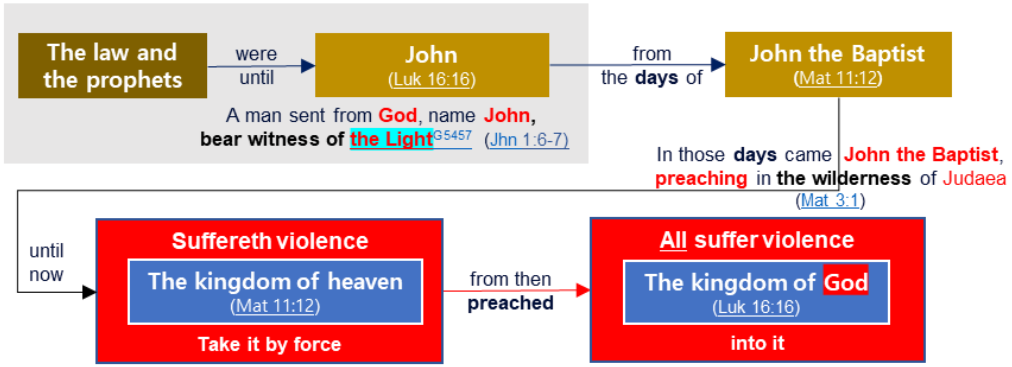 The law and
the prophets
were
until
John
(Luk 16:16)
from
the days of
John the Baptist
(Mat 11:12)
A man sent from God, name John,
bear witness of the LightG5457 (Jhn 1:6-7)
In those days came John the Baptist,
preaching in the wilderness of Judaea
(Mat 3:1)
until
now
Suffereth violence
The kingdom of heaven
(Mat 11:12)
Take it by force
from then
preached
All suffer violence
The kingdom of God
(Luk 16:16)
into it